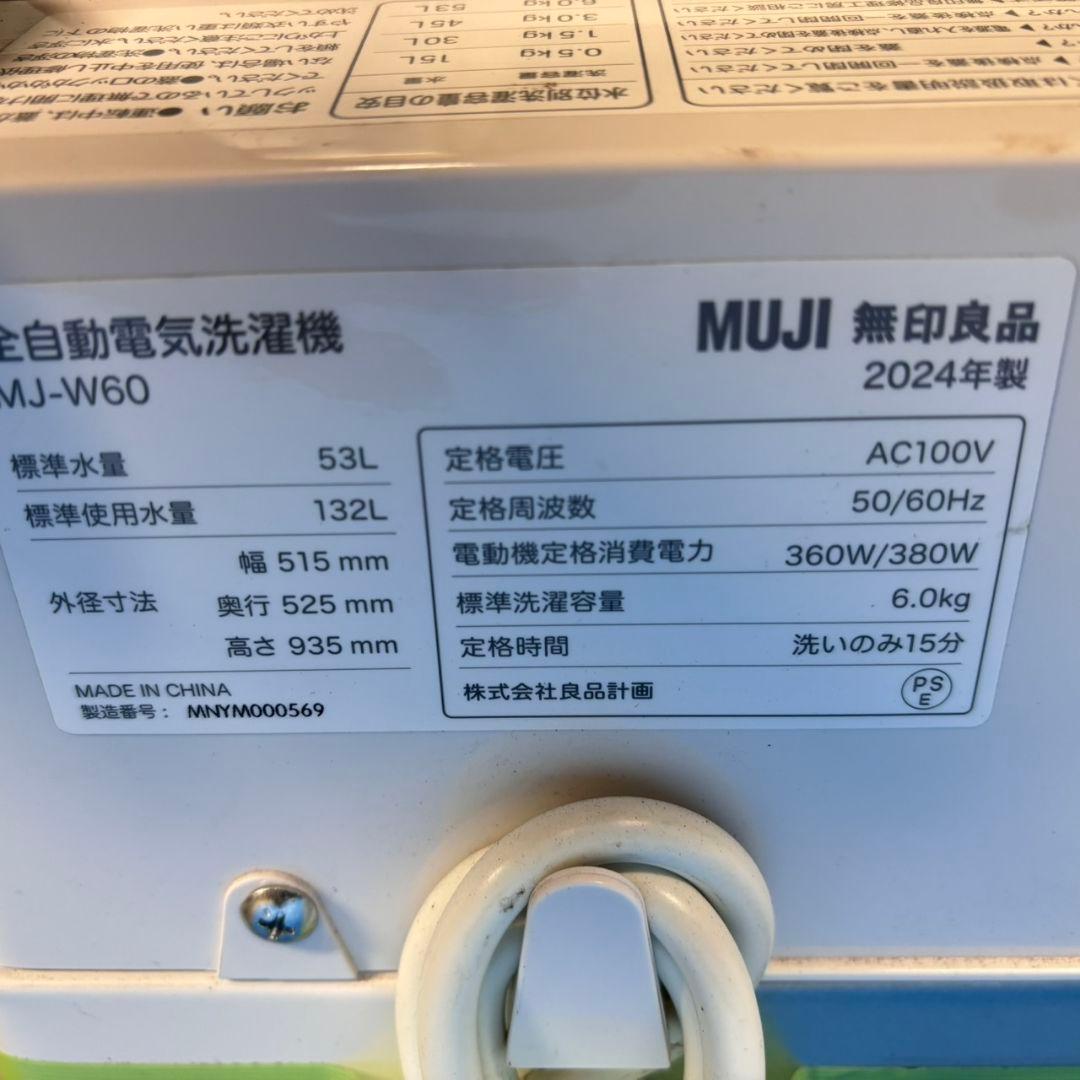 全自動電気洗濯機
MJ-W60
MUJI 無印良品
2024年製
標準水量 53L
標準使用水量 132L
外径寸法
幅 515 mm
奥行 525 mm
高さ 935 mm
MADE IN CHINA
製造番号： MNYM000569
定格電圧 AC100V
定格周波数 50/60Hz
電動機定格消費電力 360W/380W
標準洗濯容量 6.0kg
定格時間 洗いのみ15分
株式会社良品計画
PSE
水位別洗濯容量の目安
洗濯容量 水量
0.5kg 15L
1.5kg 30L
3.0kg 45L
6.0kg 53L
お願い